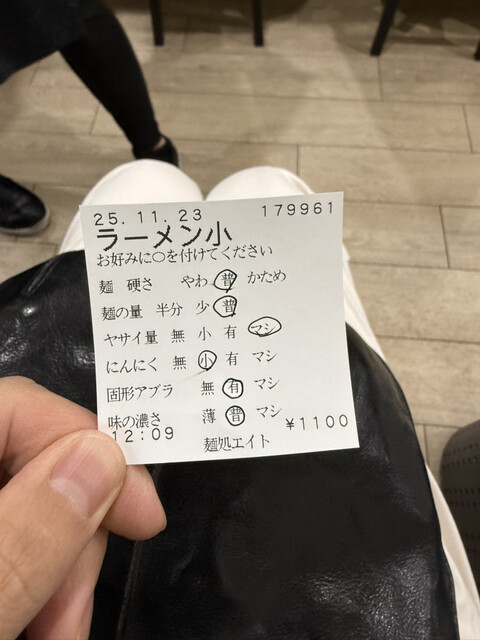 25.11.23 179961
ラーメン小
お好みに○を付けてください
麺 硬さ やわ 普 かため
麺の量 半分 少 普
ヤサイ量 無 小 有 マシ
にんにく 無 小 有 マシ
固形アブラ 無 有 マシ
味の濃さ 薄 普 マシ
12:09 ¥1100
麺処エイト